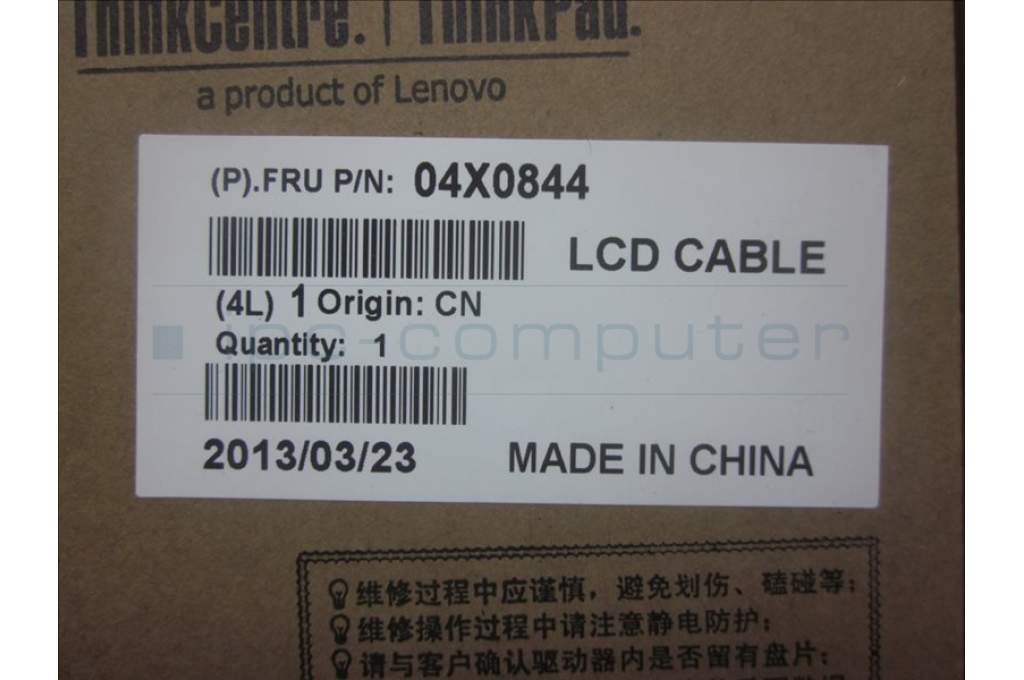 ThinkCentre. | ThinkPad.
a product of Lenovo
(P).FRU P/N: 04X0844
LCD CABLE
(4L) 1 Origin: CN
ipc-computer
Quantity: 1
2013/03/23
MADE IN CHINA
维修过程中应谨慎，避免划伤、磕碰等；
维修操作过程中请注意静电防护；
请与客户确认驱动器内是否留有盘片；